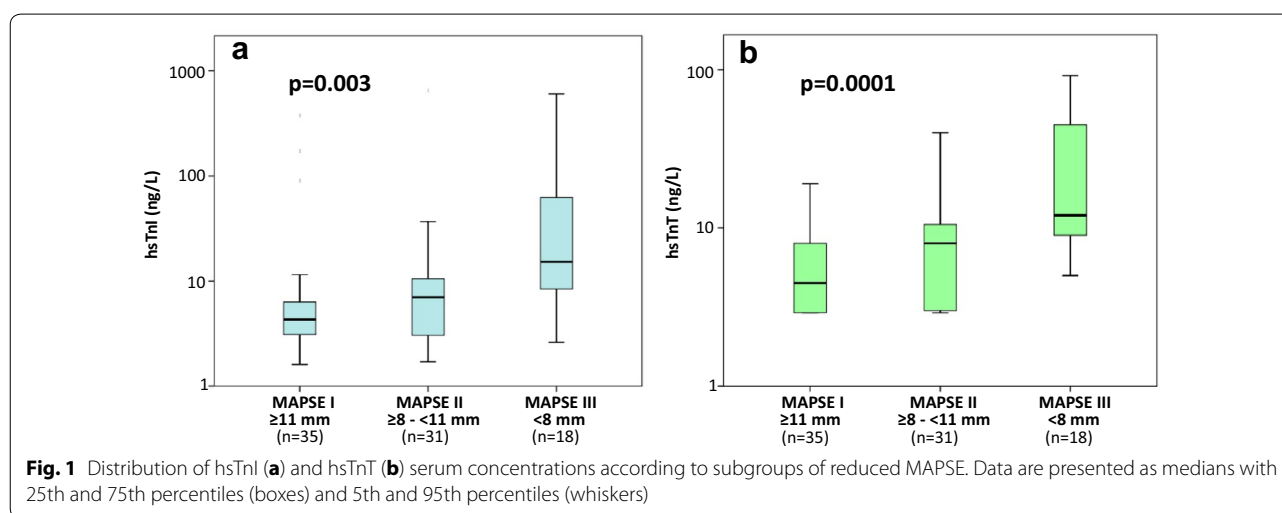 a
p=0.003
hsTnI (ng/L)
1000
100
10
1
MAPSE I
≥11 mm
(n=35)
MAPSE II
≥8 - <11 mm
(n=31)
MAPSE III
<8 mm
(n=18)
b
p=0.0001
hsTnT (ng/L)
100
10
1
MAPSE I
≥11 mm
(n=35)
MAPSE II
≥8 - <11 mm
(n=31)
MAPSE III
<8 mm
(n=18)
Fig. 1 Distribution of hsTnI (a) and hsTnT (b) serum concentrations according to subgroups of reduced MAPSE. Data are presented as medians with
25th and 75th percentiles (boxes) and 5th and 95th percentiles (whiskers)